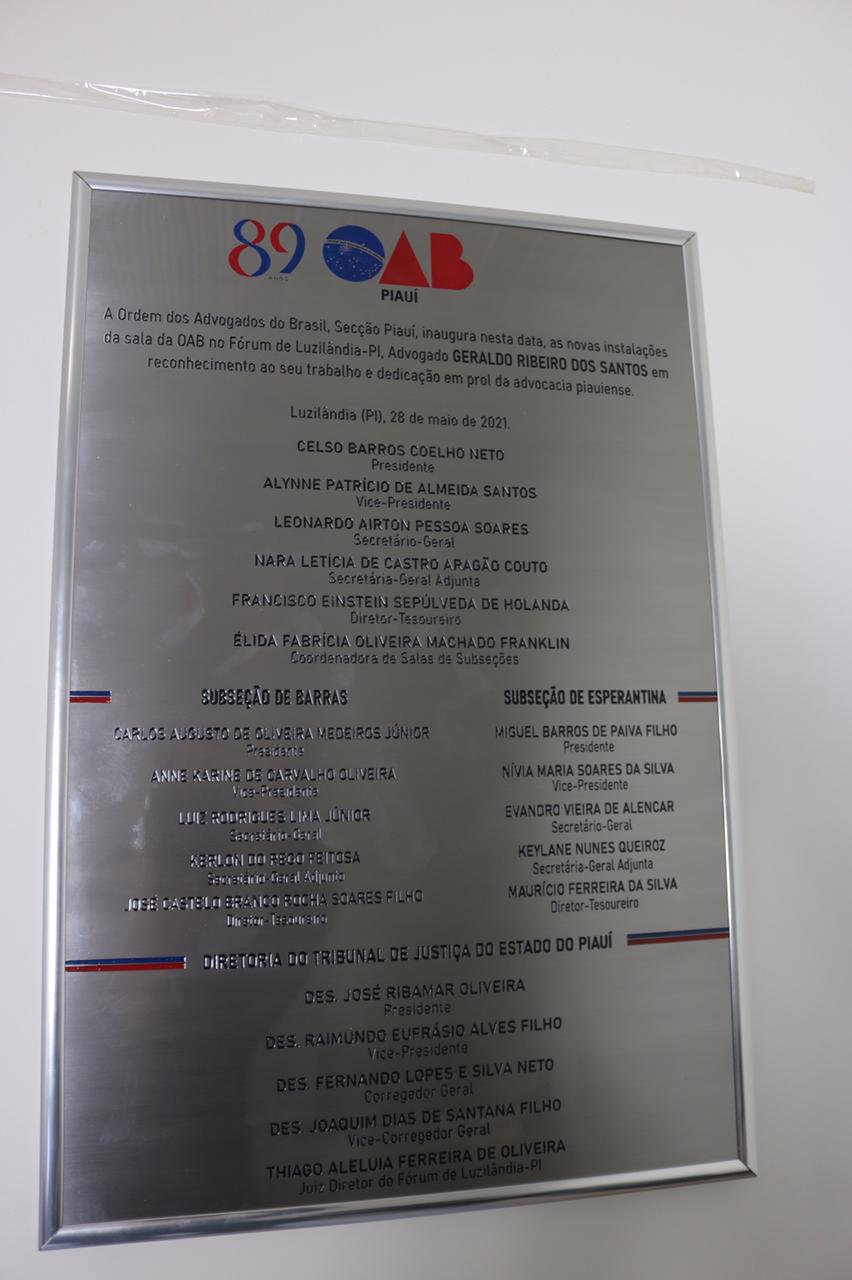 89 OAB
ANOS
PIAUÍ
A Ordem dos Advogados do Brasil, Secção Piauí, inaugura nesta data, as novas instalações
da sala da OAB no Fórum de Luzilândia-PI, Advogado GERALDO RIBEIRO DOS SANTOS em
reconhecimento ao seu trabalho e dedicação em prol da advocacia piauiense.
Luzilândia (PI), 28 de maio de 2021.
CELSO BARROS COELHO NETO
Presidente
ALYNNE PATRÍCIO DE ALMEIDA SANTOS
Vice-Presidente
LEONARDO AIRTON PESSOA SOARES
Secretário-Geral
NARA LETÍCIA DE CASTRO ARAGÃO COUTO
Secretária-Geral Adjunta
FRANCISCO EINSTEIN SEPÚLVEDA DE HOLANDA
Diretor-Tesoureiro
ÉLIDA FABRÍCIA OLIVEIRA MACHADO FRANKLIN
Coordenadora de Salas de Subseções
SUBSEÇÃO DE BARRAS
CARLOS AUGUSTO DE OLIVEIRA MEDEIROS JÚNIOR
Presidente
ANNE KARINE DE CARVALHO OLIVEIRA
Vice-Presidente
LUIZ RODRIGUES LIMA JÚNIOR
Secretário-Geral
KERLON DO REGO FEITOSA
Secretário-Geral Adjunto
JOSÉ CASTELO BRANCO ROCHA SOARES FILHO
Diretor-Tesoureiro
SUBSEÇÃO DE ESPERANTINA
MIGUEL BARROS DE PAIVA FILHO
Presidente
NÍVIA MARIA SOARES DA SILVA
Vice-Presidente
EVANDRO VIEIRA DE ALENCAR
Secretário-Geral
KEYLANE NUNES QUEIROZ
Secretária-Geral Adjunta
MAURÍCIO FERREIRA DA SILVA
Diretor-Tesoureiro
DIRETORIA DO TRIBUNAL DE JUSTIÇA DO ESTADO DO PIAUÍ
DES. JOSÉ RIBAMAR OLIVEIRA
Presidente
DES. RAIMUNDO EUFRÁSIO ALVES FILHO
Vice-Presidente
DES. FERNANDO LOPES E SILVA NETO
Corregedor Geral
DES. JOAQUIM DIAS DE SANTANA FILHO
Vice-Corregedor Geral
THIAGO ALELUIA FERREIRA DE OLIVEIRA
Juiz Diretor do Fórum de Luzilândia-PI